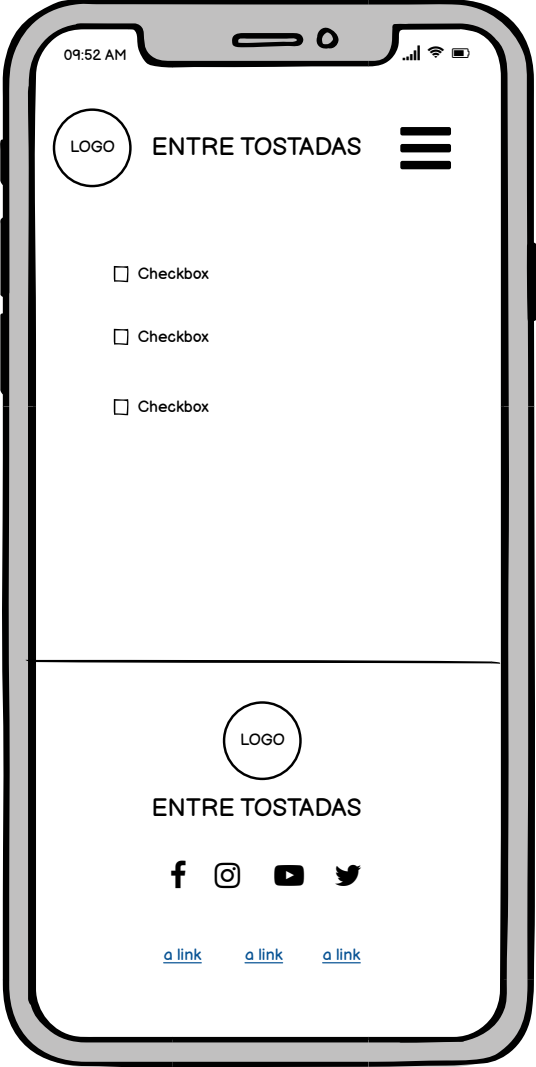 09:52 AM
LOGO ENTRE TOSTADAS
Checkbox
Checkbox
Checkbox
LOGO
ENTRE TOSTADAS
a link a link a link